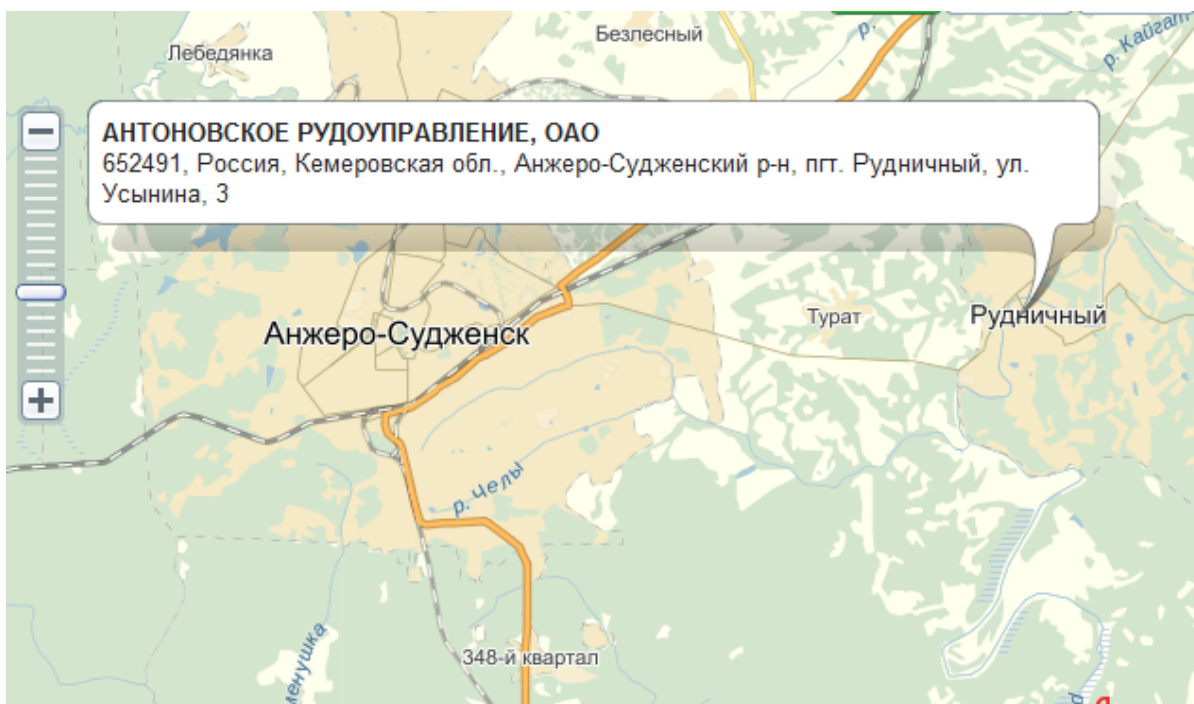 Лебедянка
Безлесный
р.
р. Кайгат
АНТОНОВСКОЕ РУДОУПРАВЛЕНИЕ, ОАО
652491, Россия, Кемеровская обл., Анжеро-Судженский р-н, пгт. Рудничный, ул.
Усынина, 3
Анжеро-Судженск
Турат
Рудничный
р. Челы
348-й квартал